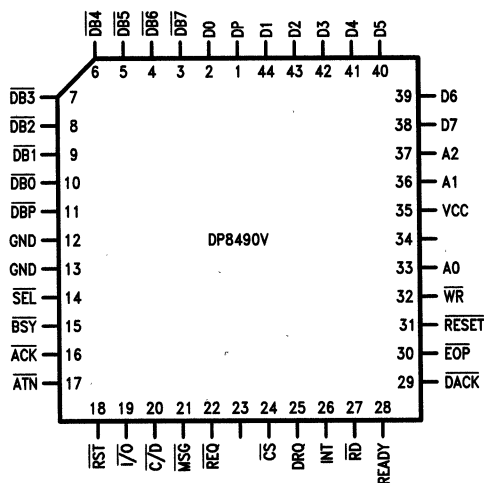 DB4 DB5 DB6 DB7 D0 DP D1 D2 D3 D4 D5
6 5 4 3 2 1 44 43 42 41 40
DB3 7 39 D6
DB2 8 38 D7
DB1 9 37 A2
DB0 10 36 A1
DBP 11 35 VCC
GND 12 DP8490V 34
GND 13 33 A0
SEL 14 32 WR
BSY 15 31 RESET
ACK 16 30 EOP
ATN 17 29 DACK
18 19 20 21 22 23 24 25 26 27 28
RST I/O C/D MSG REQ CS DRQ INT RD READY